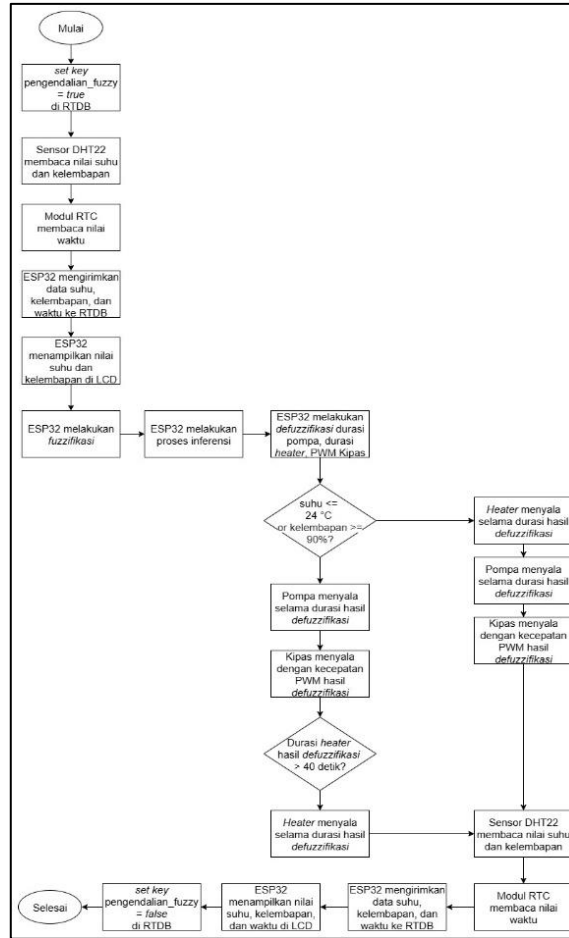 Mulai
set key
pengendalian_fuzzy
= true
di RTDB
Sensor DHT22
membaca nilai suhu
dan kelembapan
Modul RTC
membaca nilai
waktu
ESP32 mengirimkan
data suhu,
kelembapan, dan
waktu ke RTDB
ESP32
menampilkan nilai
suhu dan
kelembapan di LCD
ESP32 melakukan
fuzzifikasi
ESP32 melakukan
proses inferensi
ESP32 melakukan
defuzzifikasi durasi
pompa, durasi
heater, PWM Kipas
suhu <=
24 °C
or kelembapan >=
90%?
Heater menyala
selama durasi hasil
defuzzifikasi
Pompa menyala
selama durasi hasil
defuzzifikasi
Kipas menyala
dengan kecepatan
PWM hasil
defuzzifikasi
Pompa menyala
selama durasi hasil
defuzzifikasi
Kipas menyala
dengan kecepatan
PWM hasil
defuzzifikasi
Durasi heater
hasil defuzzifikasi
> 40 detik?
Heater menyala
selama durasi hasil
defuzzifikasi
Sensor DHT22
membaca nilai suhu
dan kelembapan
Modul RTC
membaca nilai
waktu
ESP32 mengirimkan
data suhu,
kelembapan, dan
waktu ke RTDB
ESP32
menampilkan nilai
suhu, kelembapan,
dan waktu di LCD
set key
pengendalian_fuzzy
= false
di RTDB
Selesai